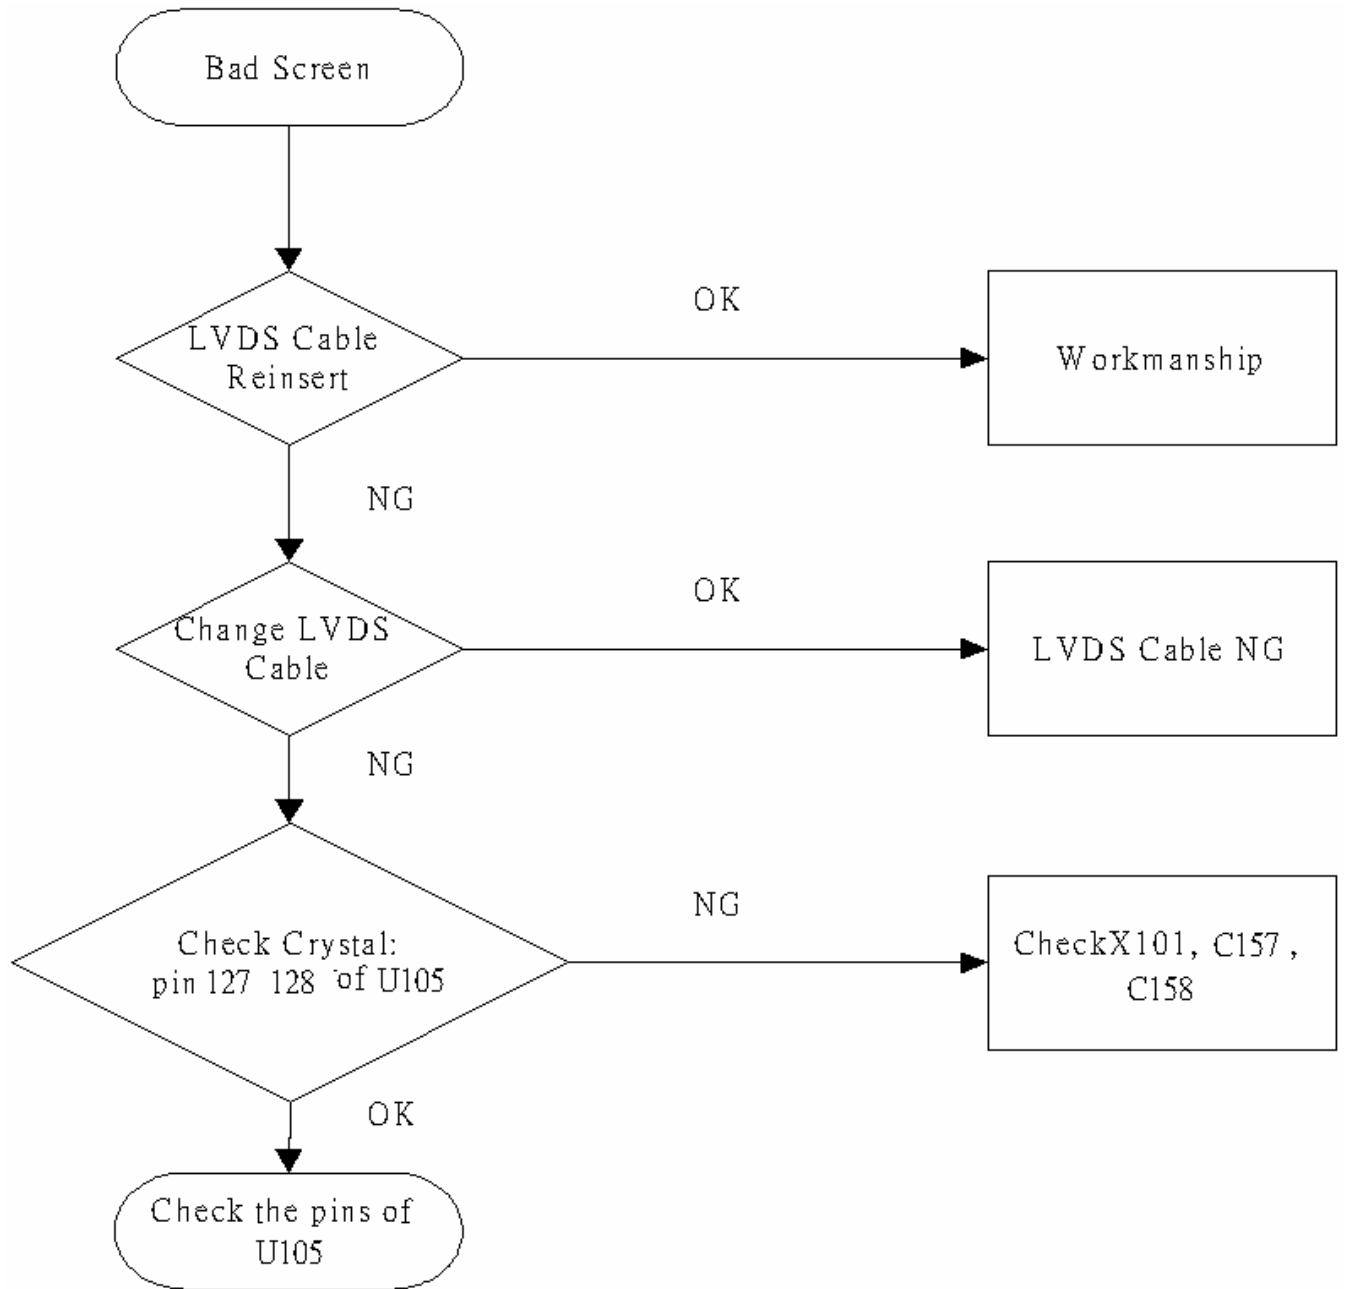 Bad Screen
LVDS Cable
Reinsert
OK
Workmanship
NG
Change LVDS
Cable
OK
LVDS Cable NG
NG
Check Crystal:
pin 127 128 of U105
NG
CheckX101, C157 ,
C158
OK
Check the pins of
U105